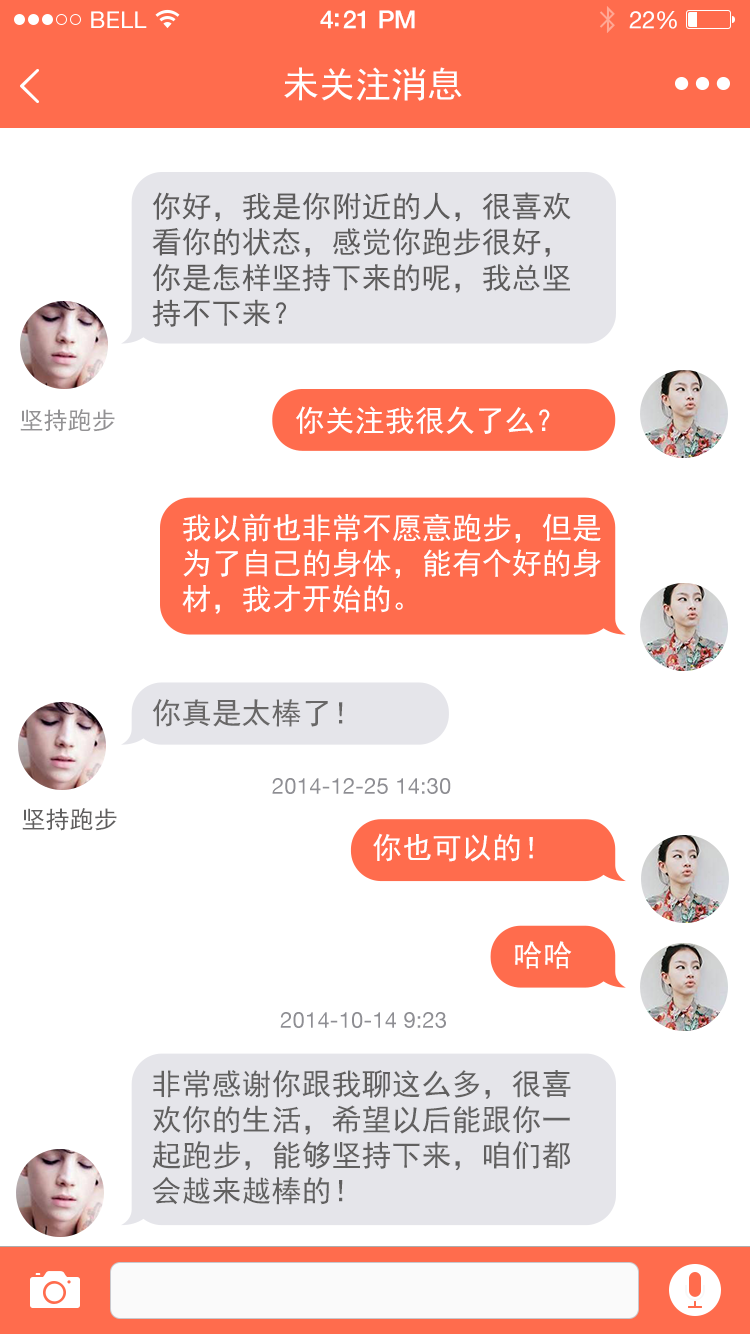 BELL 4:21 PM 22%
未关注消息
你好，我是你附近的人，很喜欢
看你的状态，感觉你跑步很好，
你是怎样坚持下来的呢，我总坚
持不下来？
坚持跑步
你关注我很久了么？
我以前也非常不愿意跑步，但是
为了自己的身体，能有个好的身
材，我才开始的。
你真是太棒了！
2014-12-25 14:30
坚持跑步
你也可以的！
哈哈
2014-10-14 9:23
非常感谢你跟我聊这么多，很喜
欢你的生活，希望以后能跟你一
起跑步，能够坚持下来，咱们都
会越来越棒的！